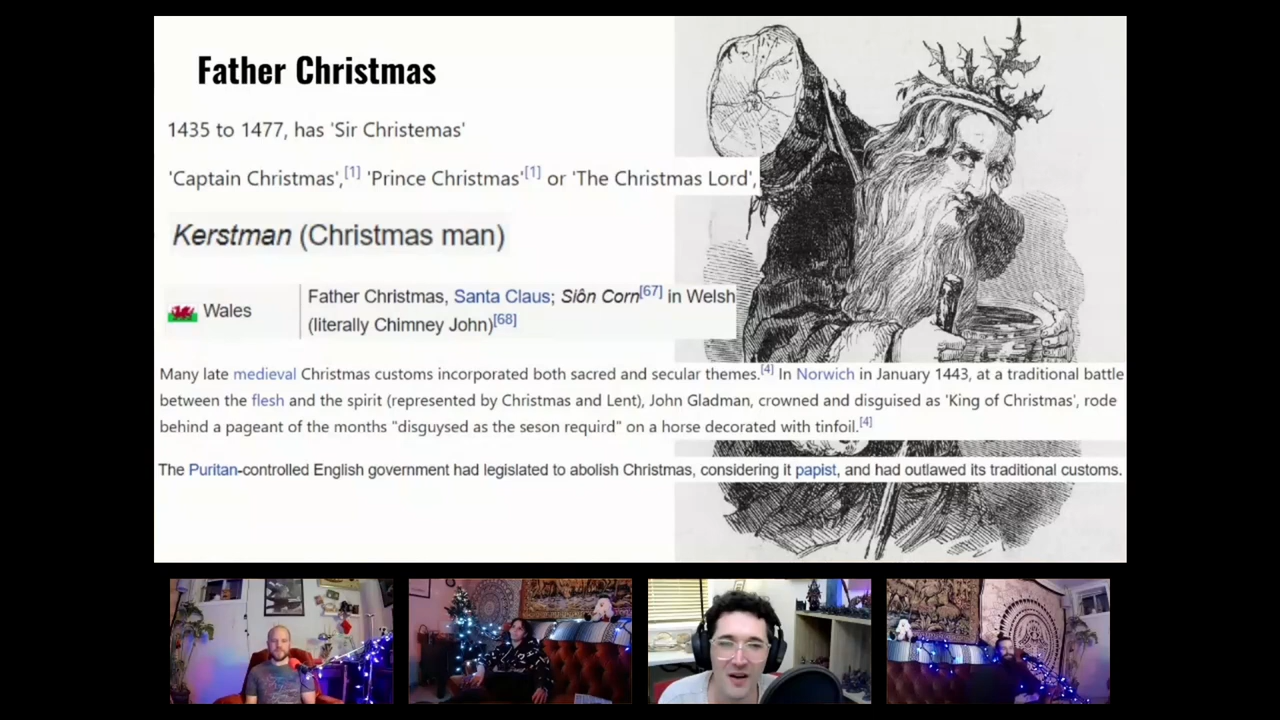 Father Christmas
1435 to 1477, has 'Sir Christemas'
'Captain Christmas',[1] 'Prince Christmas'[1] or 'The Christmas Lord',
Kerstman (Christmas man)
Wales
Father Christmas, Santa Claus; Siôn Corn[67] in Welsh
(literally Chimney John)[68]
Many late medieval Christmas customs incorporated both sacred and secular themes.[4] In Norwich in January 1443, at a traditional battle
between the flesh and the spirit (represented by Christmas and Lent), John Gladman, crowned and disguised as 'King of Christmas', rode
behind a pageant of the months "disguysed as the seson requird" on a horse decorated with tinfoil.[4]
The Puritan-controlled English government had legislated to abolish Christmas, considering it papist, and had outlawed its traditional customs.